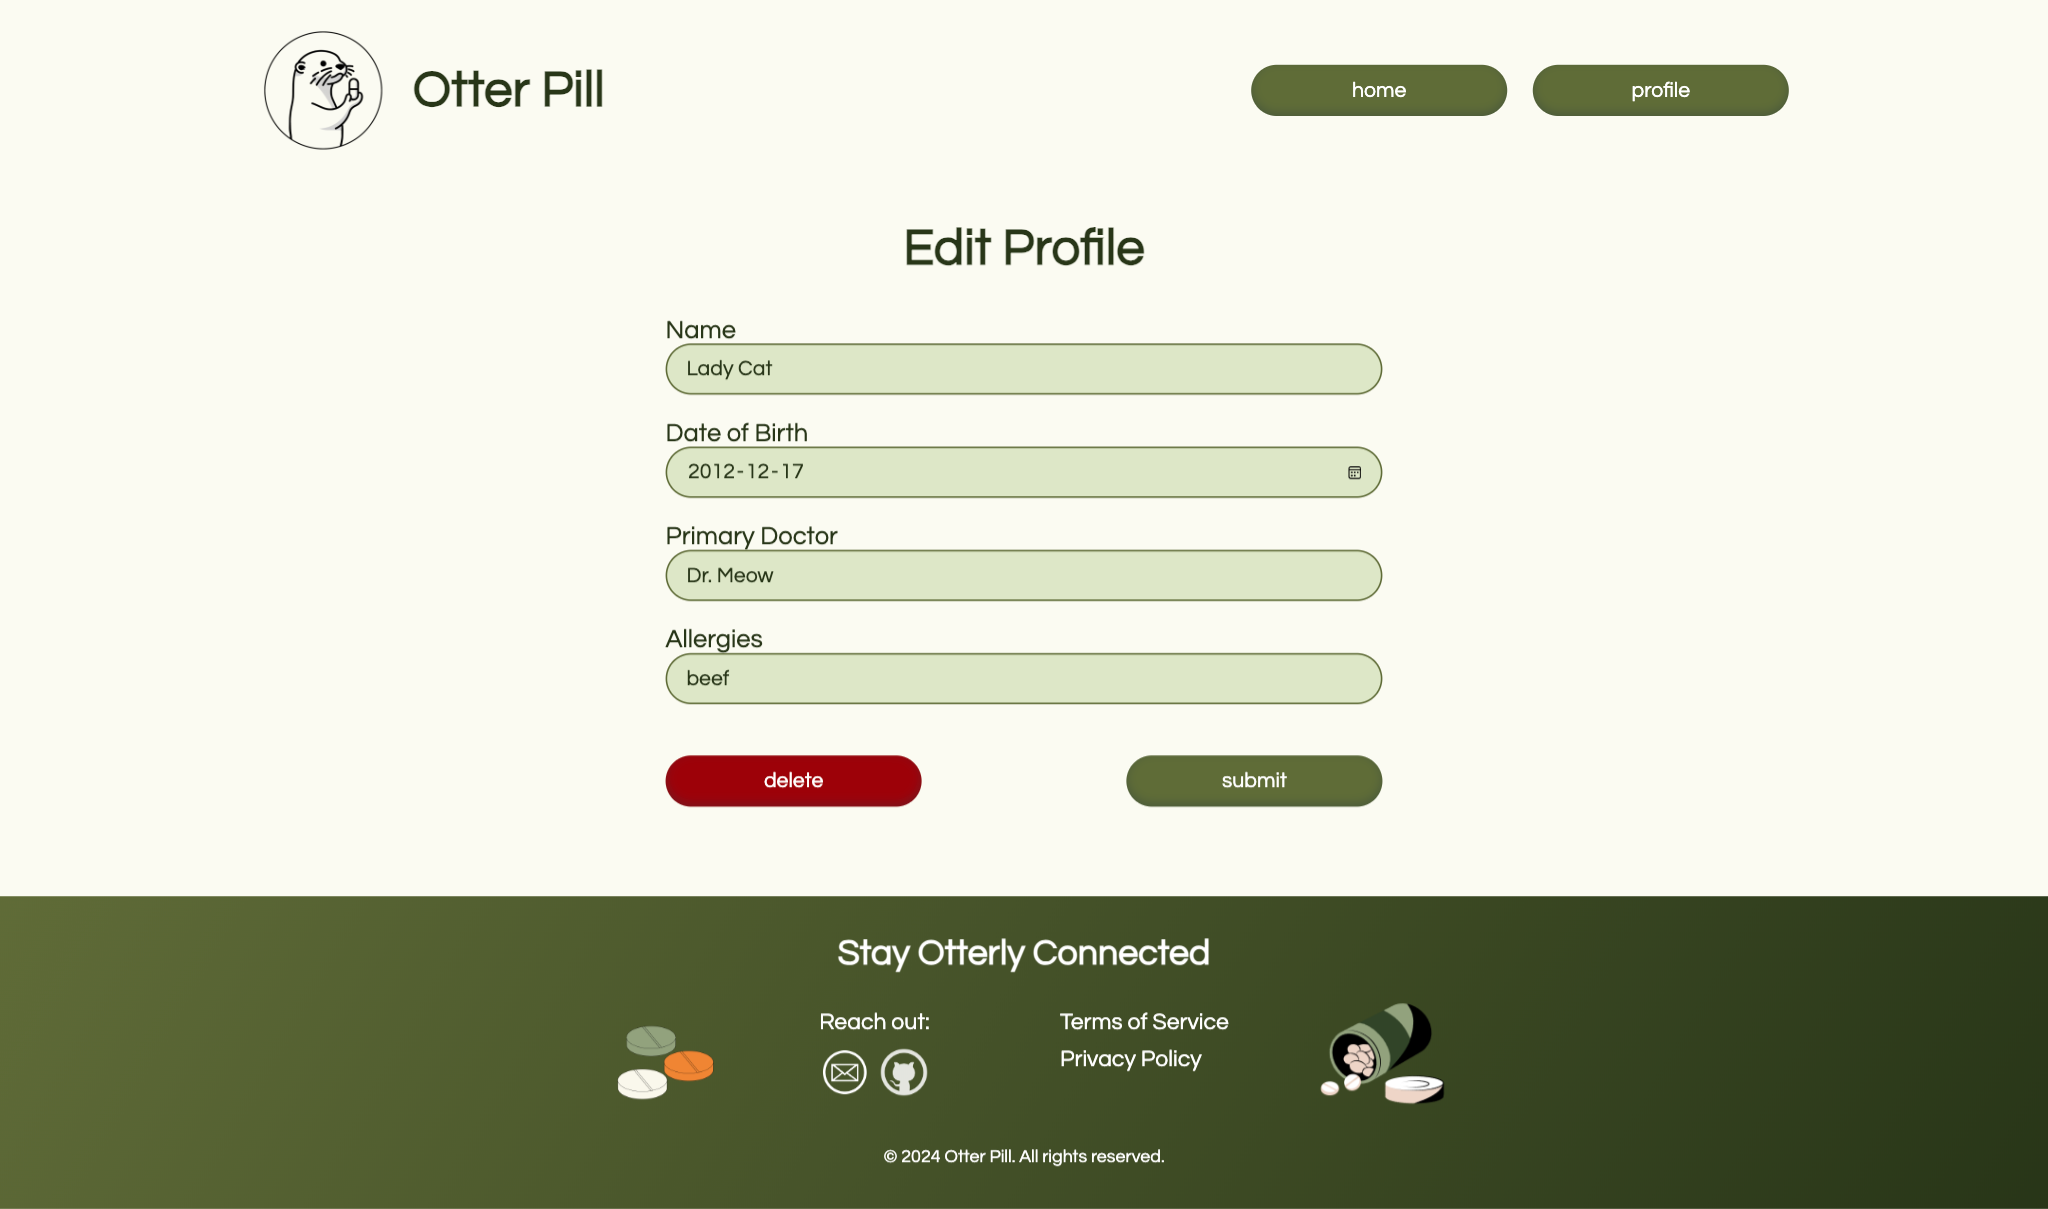 Otter Pill
home
profile
Edit Profile
Name
Lady Cat
Date of Birth
2012-12-17
Primary Doctor
Dr. Meow
Allergies
beef
delete
submit
Stay Otterly Connected
Reach out:
Terms of Service
Privacy Policy
© 2024 Otter Pill. All rights reserved.